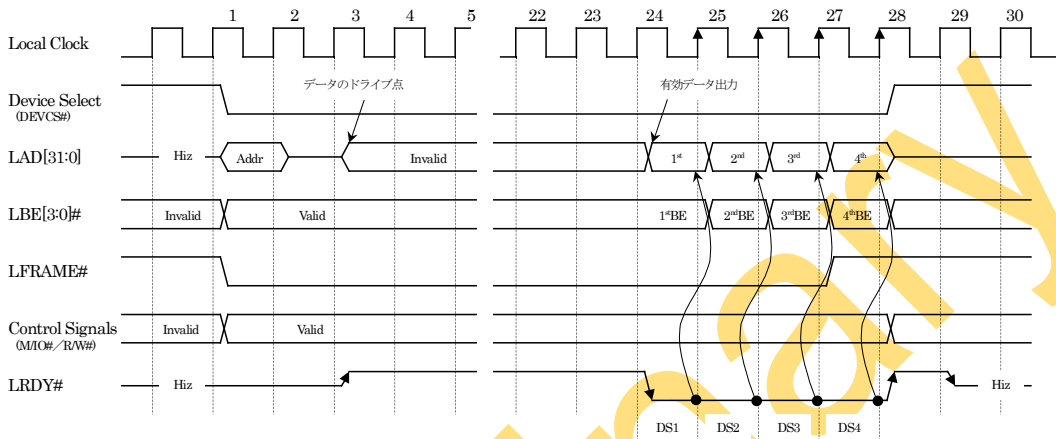 1 2 3 4 5 22 23 24 25 26 27 28 29 30
Local Clock
データのドライブ点 有効データ出力
Device Select
(DEVCS#)
LAD[31:0] Hiz Addr Invalid 1st 2nd 3rd 4th
LBE[3:0]# Invalid Valid 1stBE 2ndBE 3rdBE 4thBE
LFRAME#
Control Signals Invalid Valid
(M/IO#/R/W#)
LRDY# Hiz Hiz
DS1 DS2 DS3 DS4